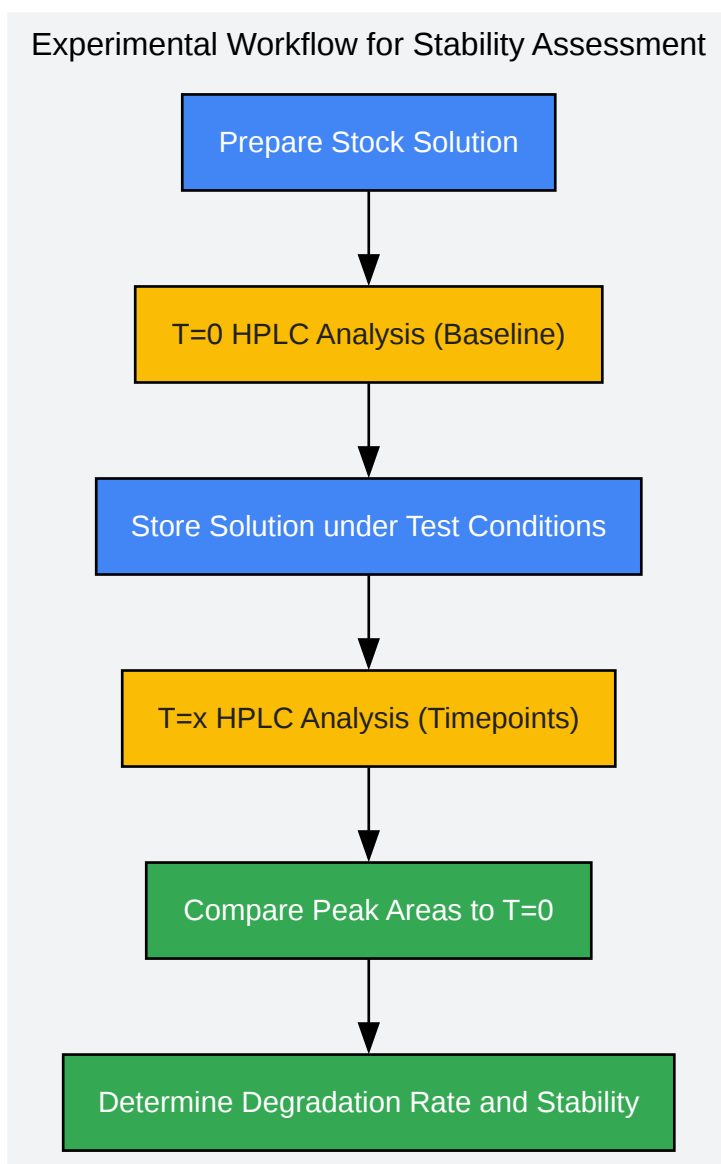 Experimental Workflow for Stability Assessment
Prepare Stock Solution
T=0 HPLC Analysis (Baseline)
Store Solution under Test Conditions
T=x HPLC Analysis (Timepoints)
Compare Peak Areas to T=0
Determine Degradation Rate and Stability